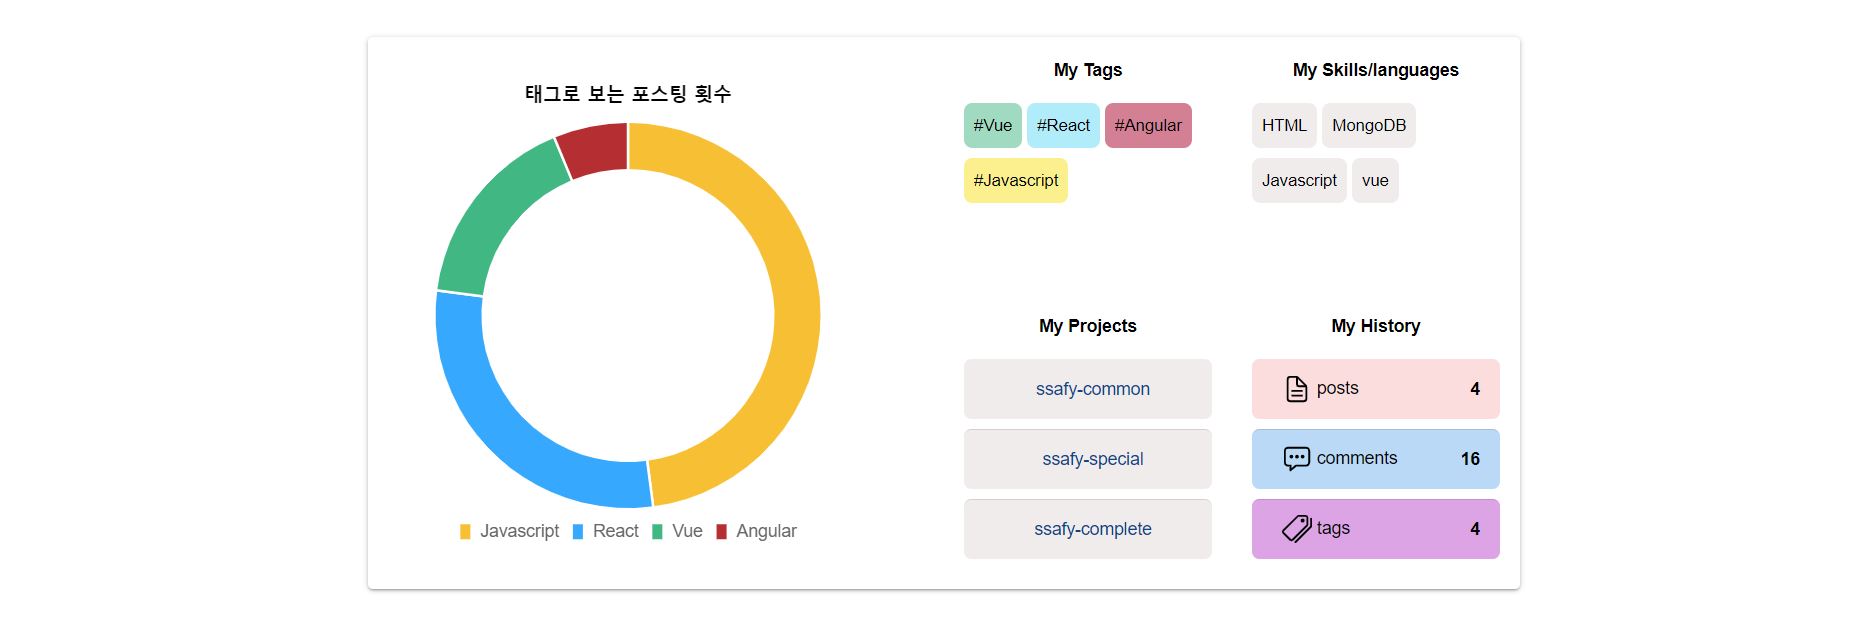 태그로 보는 포스팅 횟수
Javascript React Vue Angular
My Tags
#Vue #React #Angular
#Javascript
My Skills/languages
HTML MongoDB
Javascript vue
My Projects
ssafy-common
ssafy-special
ssafy-complete
My History
posts 4
comments 16
tags 4